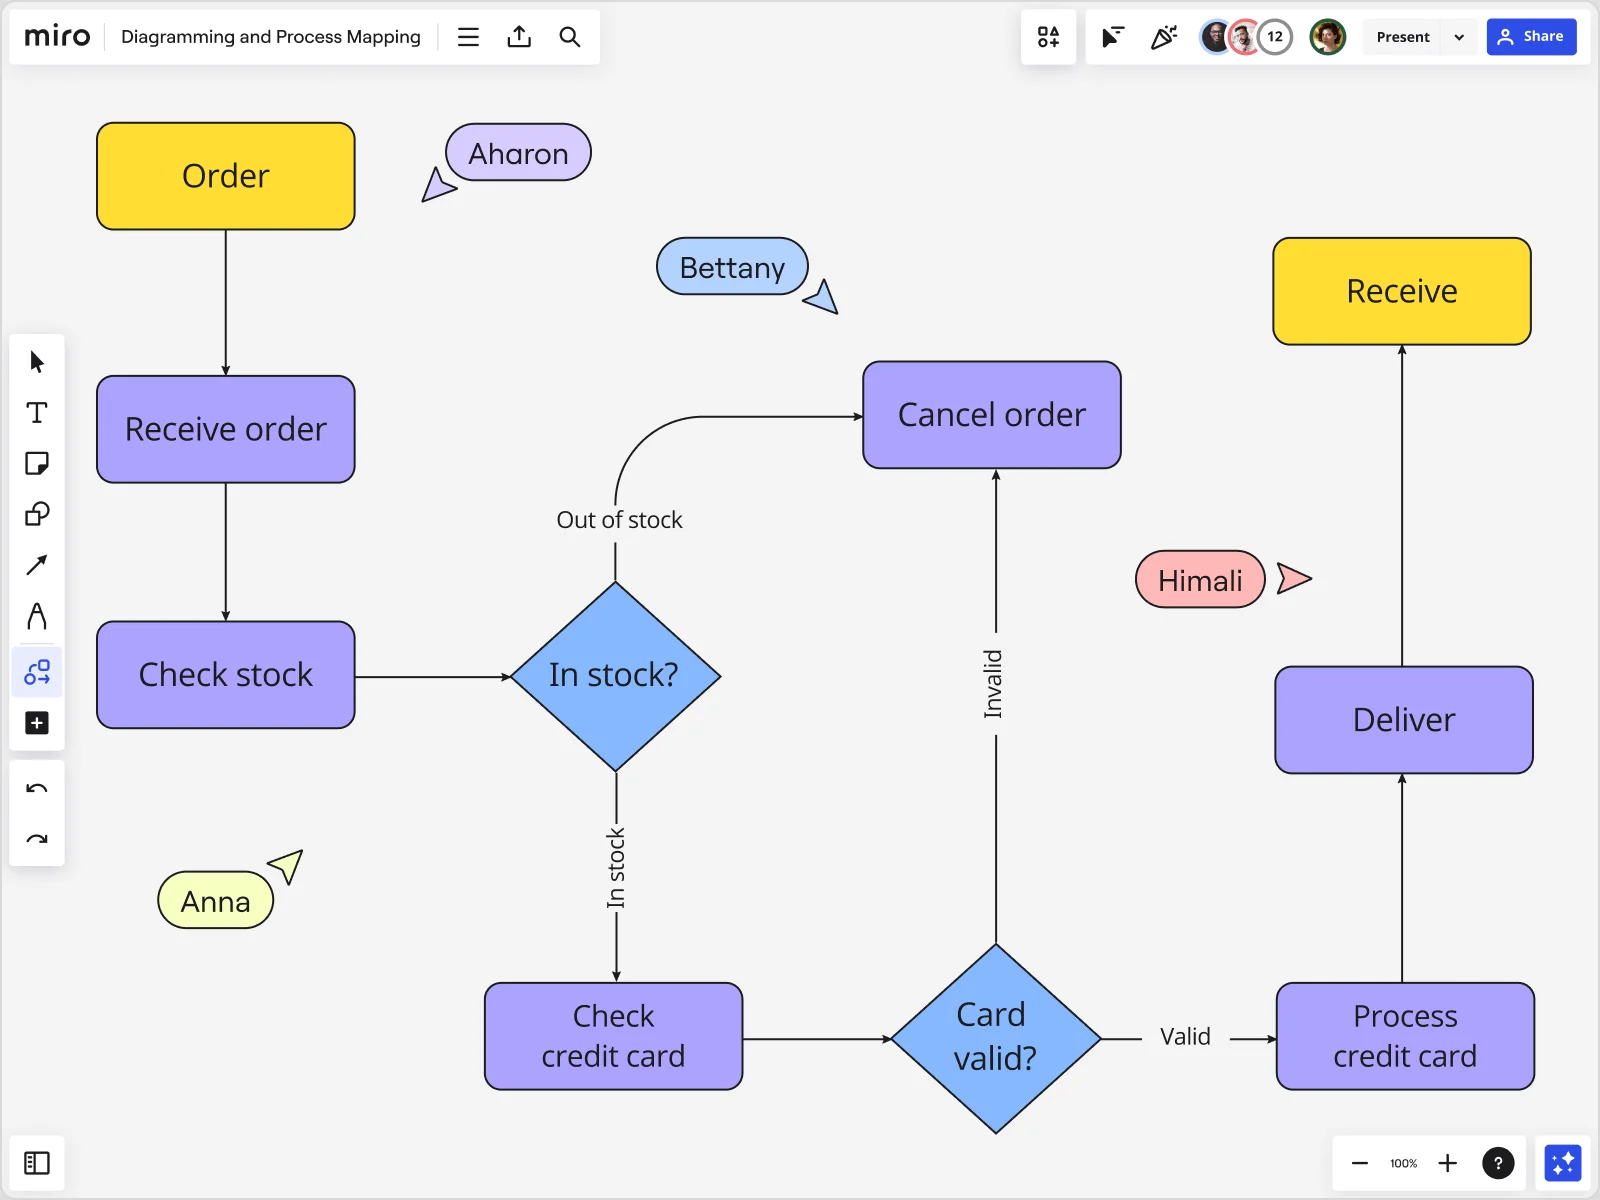 miro
Diagramming and Process Mapping
12
Present
Share
Order
Aharon
Bettany
Receive
Receive order
Cancel order
Out of stock
Himali
Check stock
In stock?
Invalid
Deliver
In stock
Anna
Check
credit card
Card
valid?
Valid
Process
credit card
100%
?